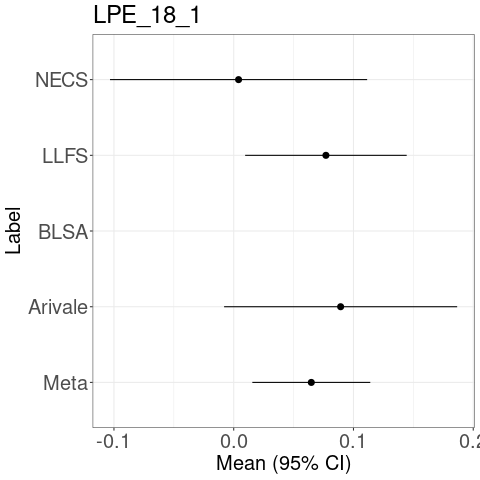 LPE_18_1
NECS
LLFS
BLSA
Arivale
Meta
Label
-0.1 0.0 0.1 0.2
Mean (95% CI)